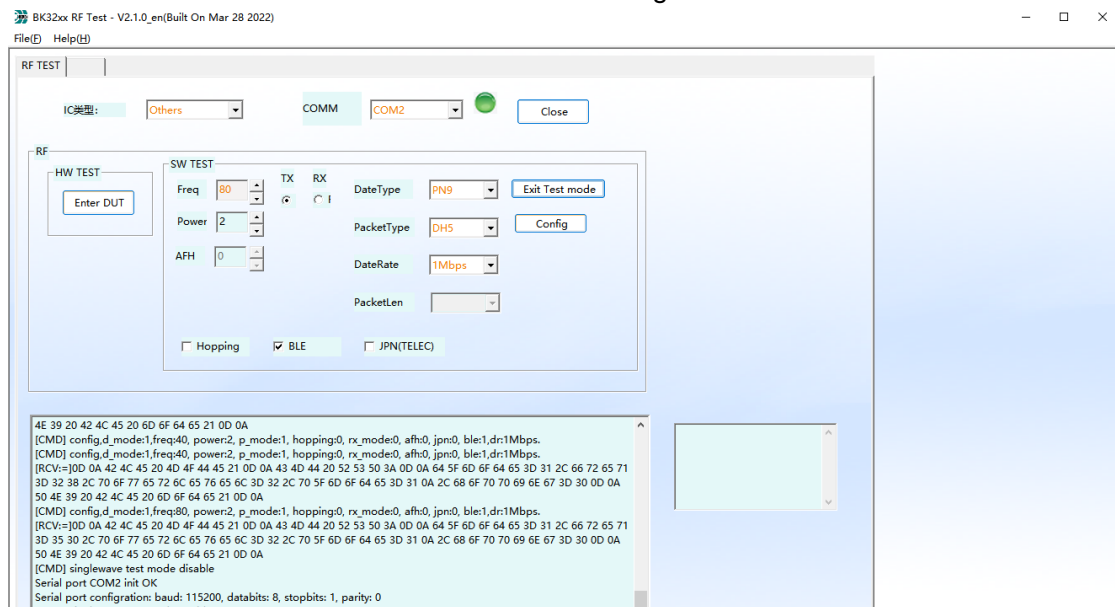 BK32xx RF Test - V2.1.0_en(Built On Mar 28 2022)
File(F) Help(H)
RF TEST
IC类型: Others COMM COM2 Close
RF
HW TEST
Enter DUT
SW TEST
Freq 80 TX RX DateType PN9 Exit Test mode
Power 2 PacketType DH5 Config
AFH 0 DateRate 1Mbps
PacketLen
Hopping BLE JPN(TELEC)
4E 39 20 42 4C 45 20 6D 6F 64 65 21 0D 0A
[CMD] config,d_mode:1,freq:40, power:2, p_mode:1, hopping:0, rx_mode:0, afh:0, jpn:0, ble:1,dr:1Mbps.
[CMD] config,d_mode:1,freq:40, power:2, p_mode:1, hopping:0, rx_mode:0, afh:0, jpn:0, ble:1,dr:1Mbps.
[RCV:=]0D 0A 42 4C 45 20 4D 4F 44 45 21 0D 0A 43 4D 44 20 52 53 50 3A 0D 0A 64 5F 6D 6F 64 65 3D 31 2C 66 72 65 71
3D 32 38 2C 70 6F 77 65 72 6C 65 76 65 6C 3D 32 2C 70 5F 6D 6F 64 65 3D 31 0A 2C 68 6F 70 70 69 6E 67 3D 30 0D 0A
50 4E 39 20 42 4C 45 20 6D 6F 64 65 21 0D 0A
[CMD] config,d_mode:1,freq:80, power:2, p_mode:1, hopping:0, rx_mode:0, afh:0, jpn:0, ble:1,dr:1Mbps.
[RCV:=]0D 0A 42 4C 45 20 4D 4F 44 45 21 0D 0A 43 4D 44 20 52 53 50 3A 0D 0A 64 5F 6D 6F 64 65 3D 31 2C 66 72 65 71
3D 35 30 2C 70 6F 77 65 72 6C 65 76 65 6C 3D 32 2C 70 5F 6D 6F 64 65 3D 31 0A 2C 68 6F 70 70 69 6E 67 3D 30 0D 0A
50 4E 39 20 42 4C 45 20 6D 6F 64 65 21 0D 0A
[CMD] singlewave test mode disable
Serial port COM2 init OK
Serial port configration: baud: 115200, databits: 8, stopbits: 1, parity: 0